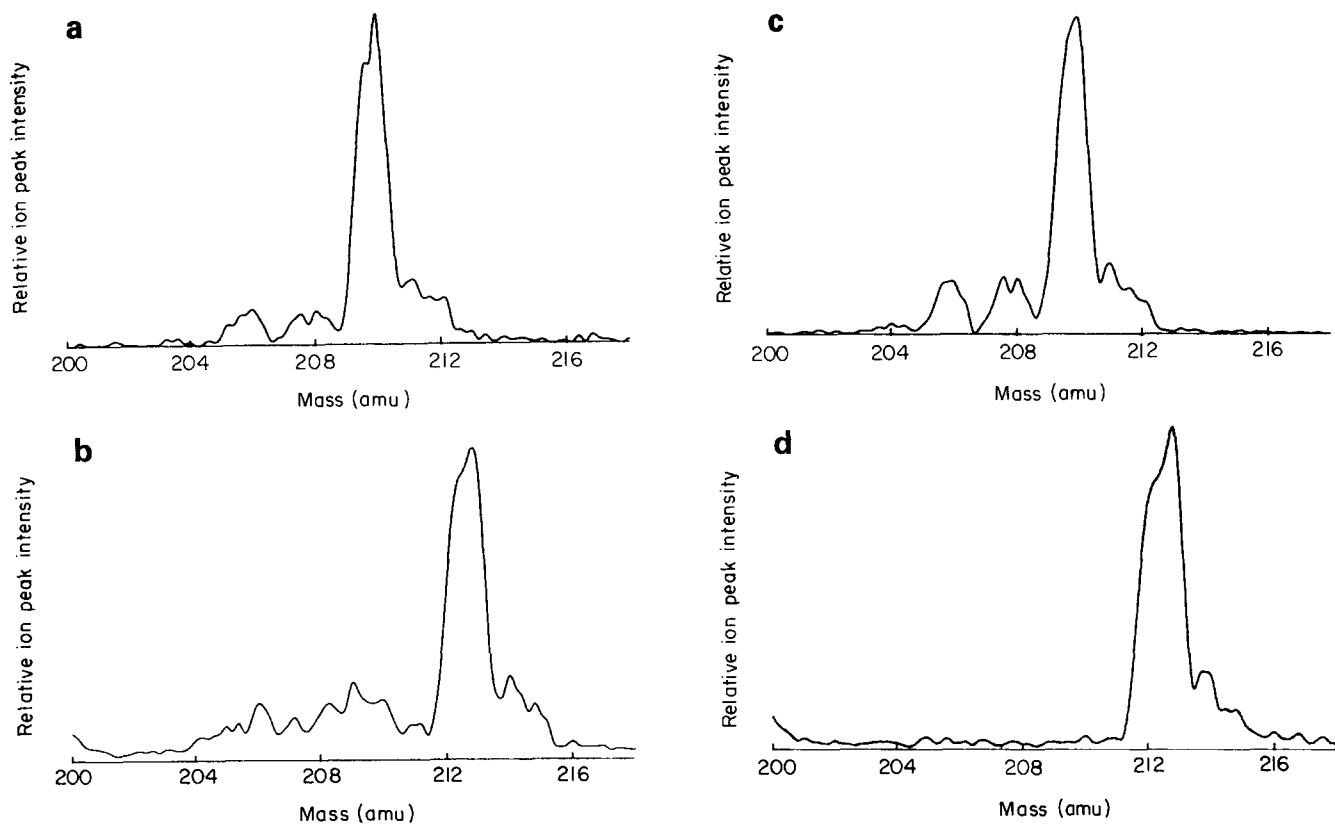 a
Relative ion peak intensity
200 204 208 212 216
Mass (amu)
c
Relative ion peak intensity
200 204 208 212 216
Mass (amu)
b
Relative ion peak intensity
200 204 208 212 216
Mass (amu)
d
Relative ion peak intensity
200 204 208 212 216
Mass (amu)